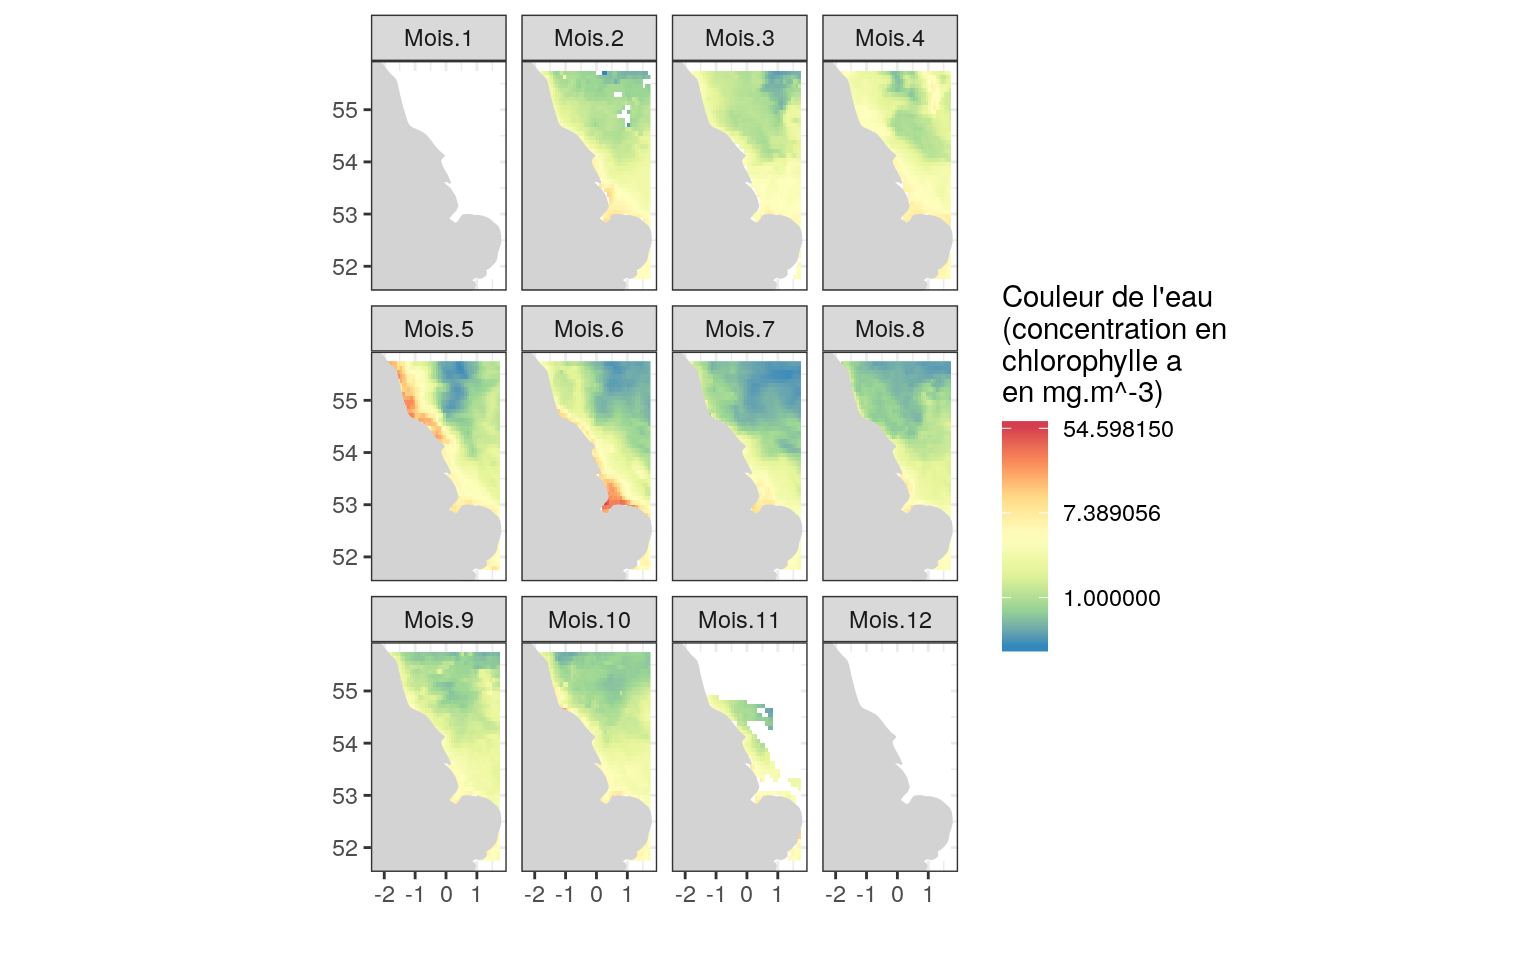 Mois.1 Mois.2 Mois.3 Mois.4
55
54
53
52
Mois.5 Mois.6 Mois.7 Mois.8
55
54
53
52
Mois.9 Mois.10 Mois.11 Mois.12
55
54
53
52
-2 -1 0 1 -2 -1 0 1 -2 -1 0 1 -2 -1 0 1
Couleur de l'eau
(concentration en
chlorophylle a
en mg.m^-3)
54.598150
7.389056
1.000000